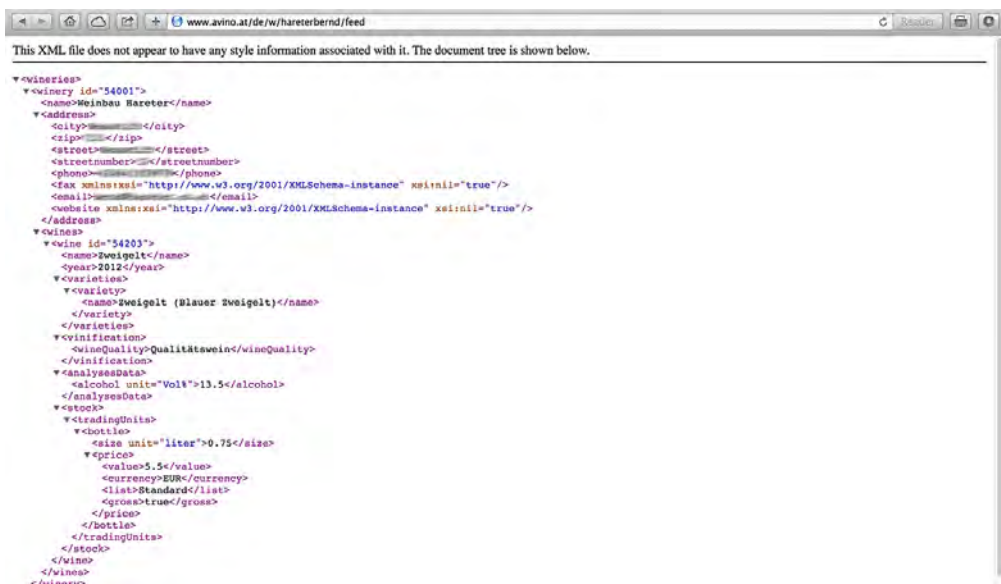 www.avino.at/de/w/hareterbernd/feed
Reader
This XML file does not appear to have any style information associated with it. The document tree is shown below.
▼<wineries>
▼<winery id="54001">
<name>Weinbau Hareter</name>
▼<address>
<city></city>
<zip></zip>
<street></street>
<streetnumber></streetnumber>
<phone></phone>
<fax xmlns:xsi="http://www.w3.org/2001/XMLSchema-instance" xsi:nil="true"/>
<email></email>
<website xmlns:xsi="http://www.w3.org/2001/XMLSchema-instance" xsi:nil="true"/>
</address>
▼<wines>
▼<wine id="54203">
<name>Zweigelt</name>
<year>2012</year>
▼<varieties>
▼<variety>
<name>Zweigelt (Blauer Zweigelt)</name>
</variety>
</varieties>
▼<vinification>
<wineQuality>Qualitätswein</wineQuality>
</vinification>
▼<analysesData>
<alcohol unit="Vol%">13.5</alcohol>
</analysesData>
▼<stock>
▼<tradingUnits>
▼<bottle>
<size unit="liter">0.75</size>
▼<price>
<value>5.5</value>
<currency>EUR</currency>
<list>Standard</list>
<gross>true</gross>
</price>
</bottle>
</tradingUnits>
</stock>
</wine>
</wines>
</winery>